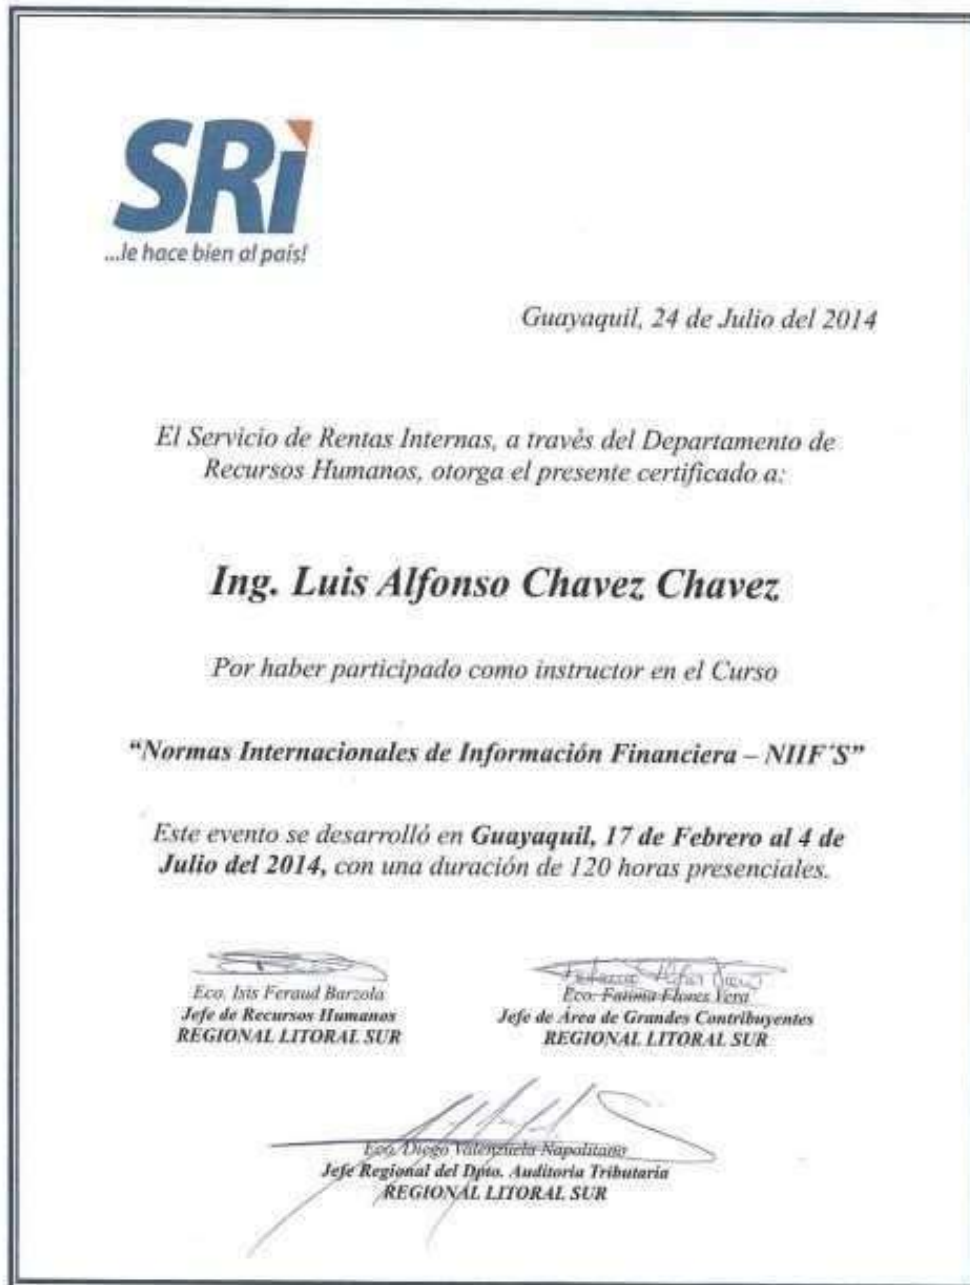 SRi
...le hace bien al país!
Guayaquil, 24 de Julio del 2014
El Servicio de Rentas Internas, a través del Departamento de
Recursos Humanos, otorga el presente certificado a:
Ing. Luis Alfonso Chavez Chavez
Por haber participado como instructor en el Curso
“Normas Internacionales de Información Financiera – NIIF´S”
Este evento se desarrolló en Guayaquil, 17 de Febrero al 4 de
Julio del 2014, con una duración de 120 horas presenciales.
Eco. Isis Feraud Barzola
Jefe de Recursos Humanos
REGIONAL LITORAL SUR
Eco. Fatima Flores Vera
Jefe de Área de Grandes Contribuyentes
REGIONAL LITORAL SUR
Eco. Diego Valenzuela Napolitano
Jefe Regional del Dpto. Auditoria Tributaria
REGIONAL LITORAL SUR